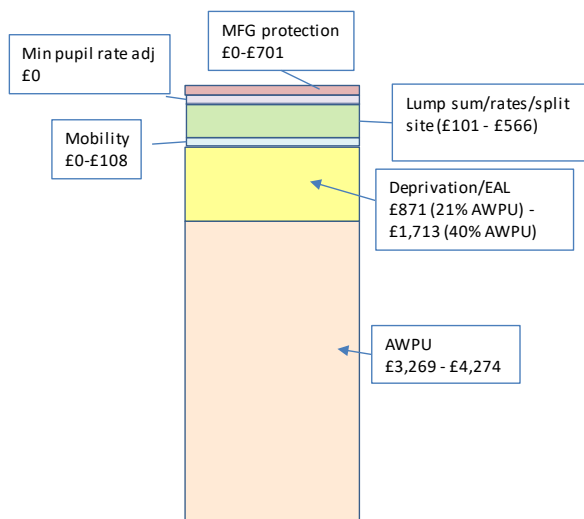 MFG protection
£0-£701
Min pupil rate adj
£0
Lump sum/rates/split
site (£101 - £566)
Mobility
£0-£108
Deprivation/EAL
£871 (21% AWPU) -
£1,713 (40% AWPU)
AWPU
£3,269 - £4,274